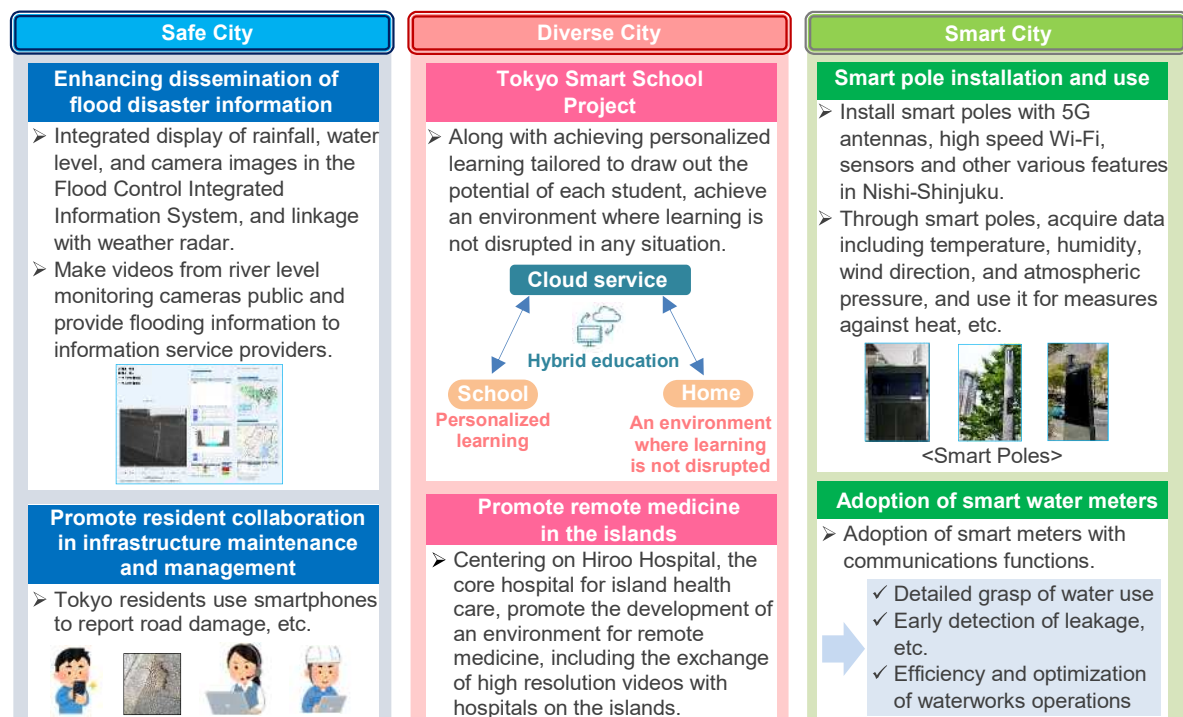 Safe City
Enhancing dissemination of
flood disaster information
➢ Integrated display of rainfall, water
level, and camera images in the
Flood Control Integrated
Information System, and linkage
with weather radar.
➢ Make videos from river level
monitoring cameras public and
provide flooding information to
information service providers.
Promote resident collaboration
in infrastructure maintenance
and management
➢ Tokyo residents use smartphones
to report road damage, etc.
Diverse City
Tokyo Smart School
Project
➢ Along with achieving personalized
learning tailored to draw out the
potential of each student, achieve
an environment where learning is
not disrupted in any situation.
Cloud service
Hybrid education
School
Personalized
learning
Home
An environment
where learning
is not disrupted
Promote remote medicine
in the islands
➢ Centering on Hiroo Hospital, the
core hospital for island health
care, promote the development of
an environment for remote
medicine, including the exchange
of high resolution videos with
hospitals on the islands.
Smart City
Smart pole installation and use
➢ Install smart poles with 5G
antennas, high speed Wi-Fi,
sensors and other various features
in Nishi-Shinjuku.
➢ Through smart poles, acquire data
including temperature, humidity,
wind direction, and atmospheric
pressure, and use it for measures
against heat, etc.
<Smart Poles>
Adoption of smart water meters
➢ Adoption of smart meters with
communications functions.
✓ Detailed grasp of water use
✓ Early detection of leakage,
etc.
✓ Efficiency and optimization
of waterworks operations